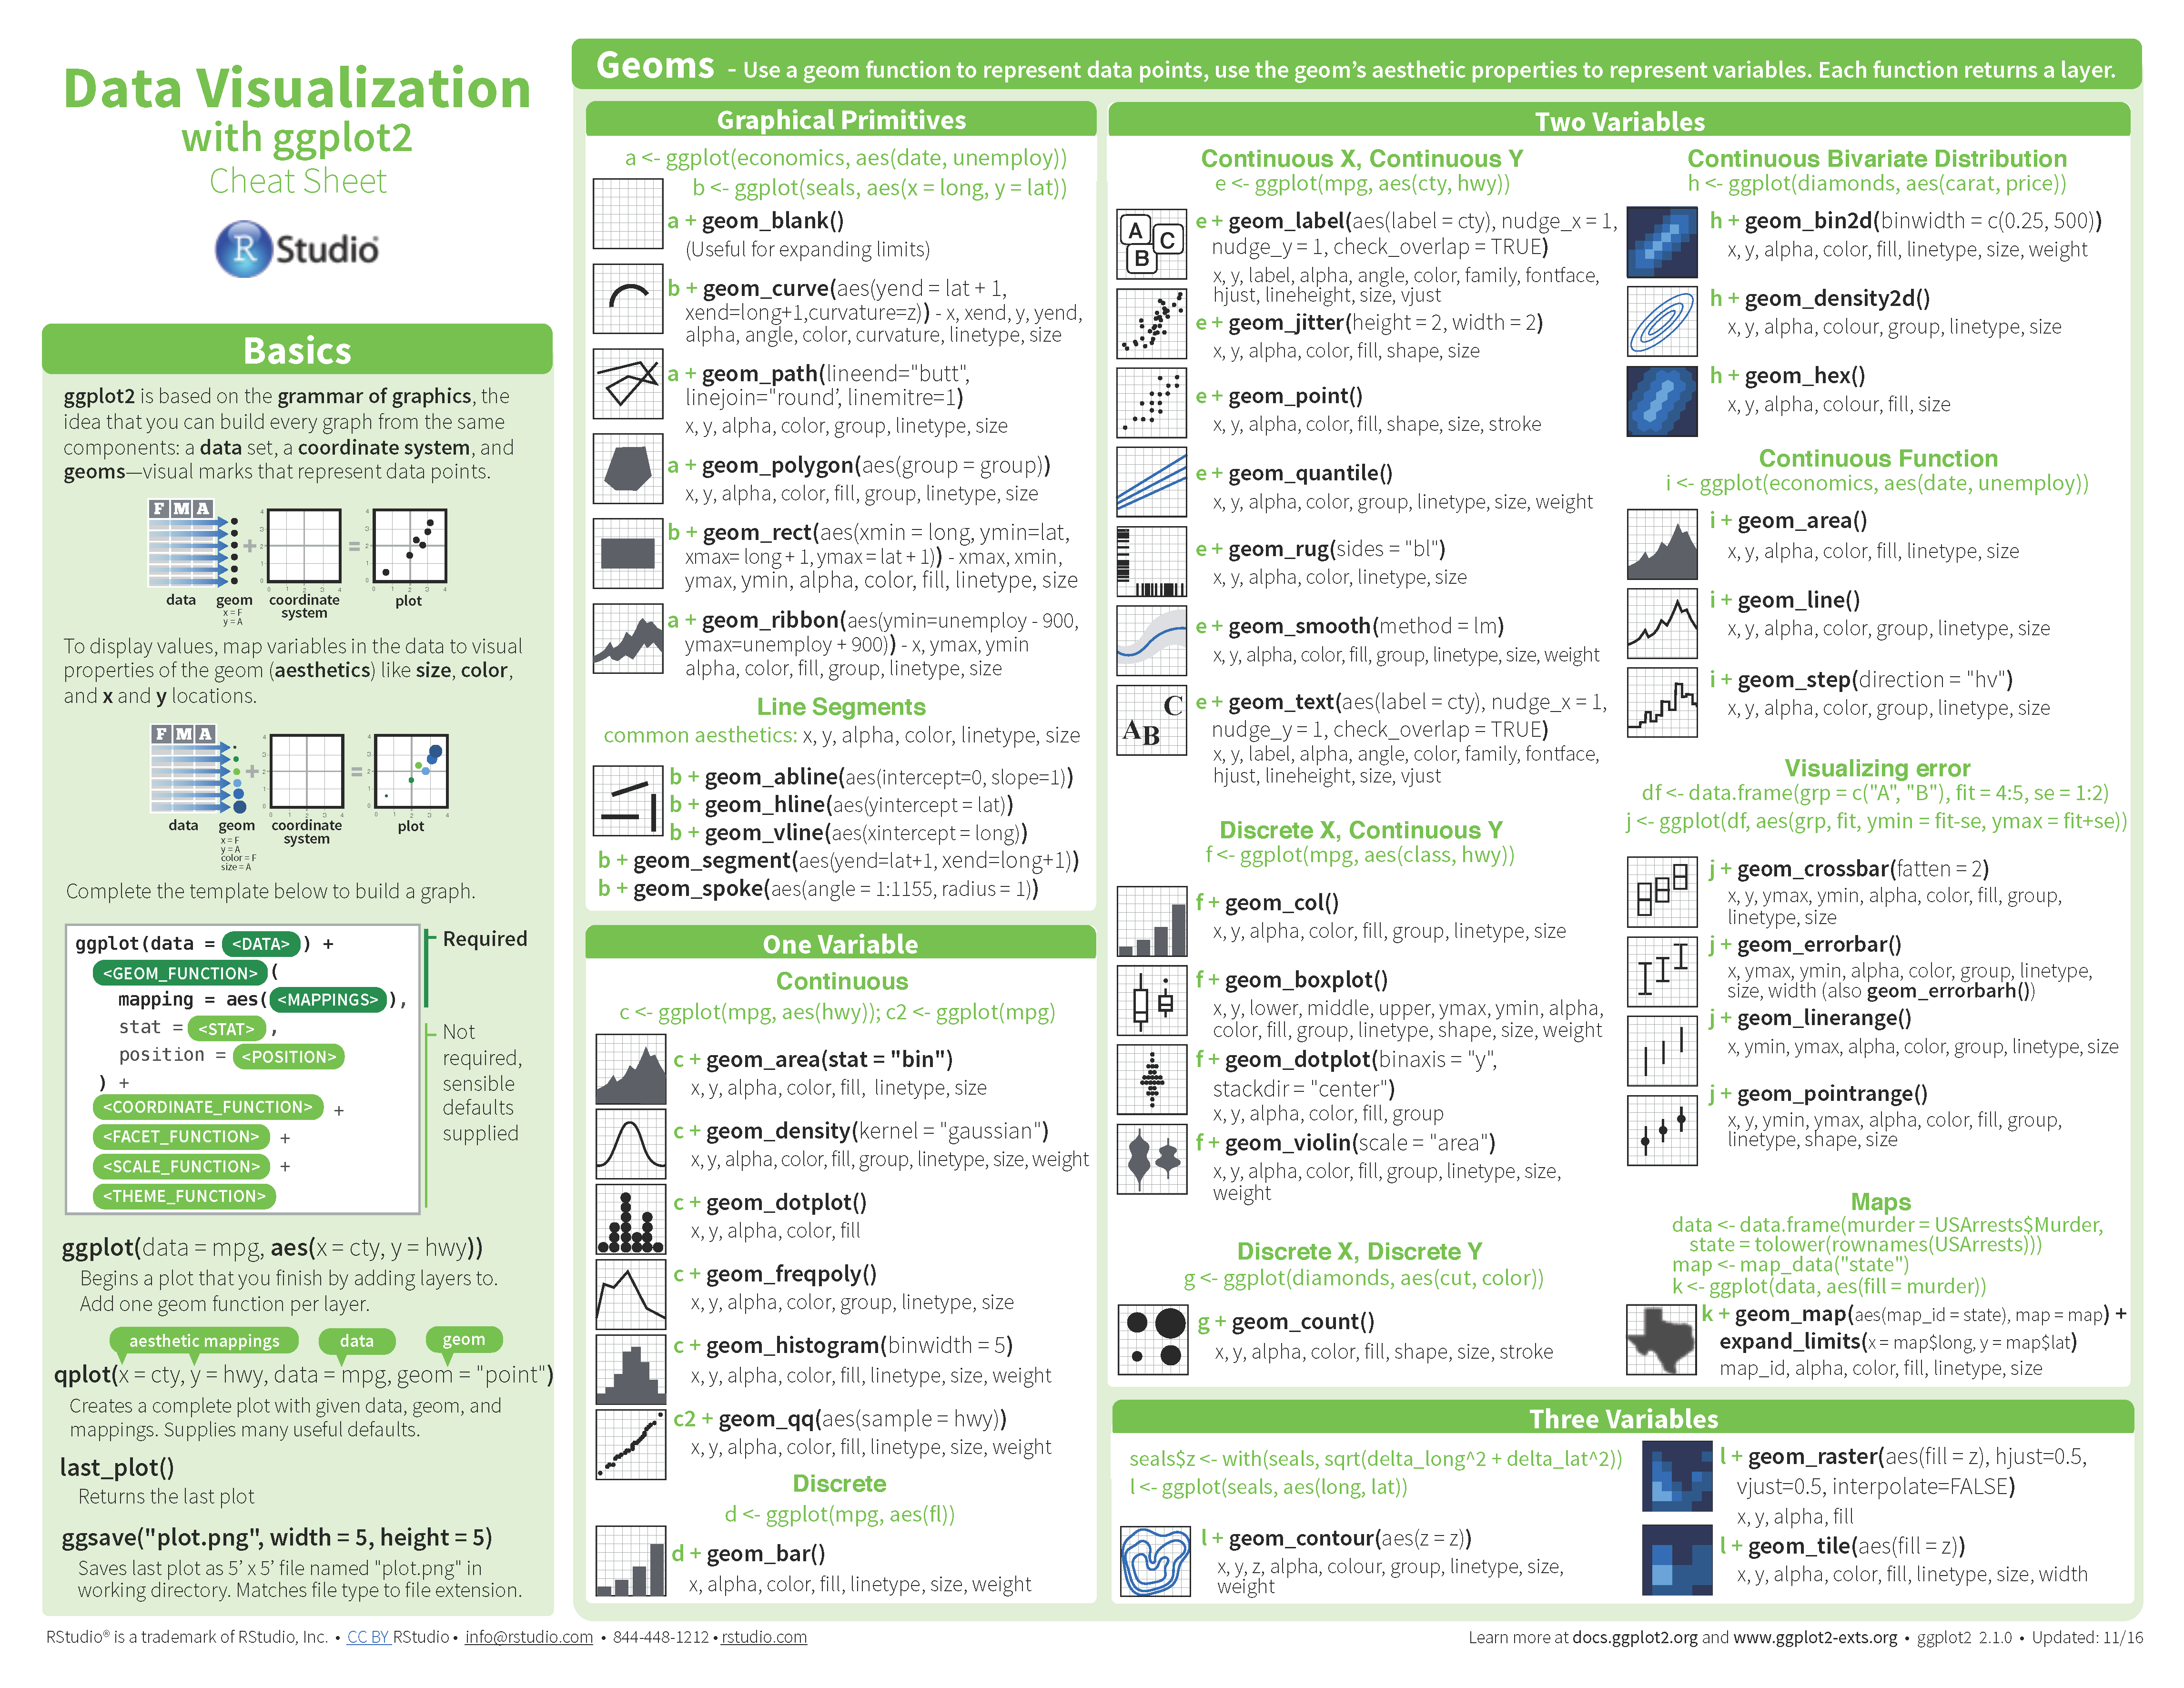 Data Visualization
with ggplot2
Cheat Sheet
R Studio®
Basics
ggplot2 is based on the grammar of graphics, the
idea that you can build every graph from the same
components: a data set, a coordinate system, and
geoms—visual marks that represent data points.
F M A
data
geom
x = F
y = A
coordinate
system
plot
To display values, map variables in the data to visual
properties of the geom (aesthetics) like size, color,
and x and y locations.
F M A
data
geom
x = F
y = A
color = F
size = A
coordinate
system
plot
Complete the template below to build a graph.
ggplot(data = <DATA> ) +
<GEOM_FUNCTION> (
mapping = aes( <MAPPINGS> ),
stat = <STAT> ,
position = <POSITION>
) +
<COORDINATE_FUNCTION> +
<FACET_FUNCTION> +
<SCALE_FUNCTION> +
<THEME_FUNCTION>
Required
Not
required,
sensible
defaults
supplied
ggplot(data = mpg, aes(x = cty, y = hwy))
Begins a plot that you finish by adding layers to.
Add one geom function per layer.
aesthetic mappings data geom
qplot(x = cty, y = hwy, data = mpg, geom = "point")
Creates a complete plot with given data, geom, and
mappings. Supplies many useful defaults.
last_plot()
Returns the last plot
ggsave("plot.png", width = 5, height = 5)
Saves last plot as 5’ x 5’ file named "plot.png" in
working directory. Matches file type to file extension.
Geoms - Use a geom function to represent data points, use the geom’s aesthetic properties to represent variables. Each function returns a layer.
Graphical Primitives
a <- ggplot(economics, aes(date, unemploy))
b <- ggplot(seals, aes(x = long, y = lat))
a + geom_blank()
(Useful for expanding limits)
b + geom_curve(aes(yend = lat + 1,
xend=long+1,curvature=z)) - x, xend, y, yend,
alpha, angle, color, curvature, linetype, size
a + geom_path(lineend="butt",
linejoin="round’, linemitre=1)
x, y, alpha, color, group, linetype, size
a + geom_polygon(aes(group = group))
x, y, alpha, color, fill, group, linetype, size
b + geom_rect(aes(xmin = long, ymin=lat,
xmax= long + 1, ymax = lat + 1)) - xmax, xmin,
ymax, ymin, alpha, color, fill, linetype, size
a + geom_ribbon(aes(ymin=unemploy - 900,
ymax=unemploy + 900)) - x, ymax, ymin
alpha, color, fill, group, linetype, size
Line Segments
common aesthetics: x, y, alpha, color, linetype, size
b + geom_abline(aes(intercept=0, slope=1))
b + geom_hline(aes(yintercept = lat))
b + geom_vline(aes(xintercept = long))
b + geom_segment(aes(yend=lat+1, xend=long+1))
b + geom_spoke(aes(angle = 1:1155, radius = 1))
One Variable
Continuous
c <- ggplot(mpg, aes(hwy)); c2 <- ggplot(mpg)
c + geom_area(stat = "bin")
x, y, alpha, color, fill, linetype, size
c + geom_density(kernel = "gaussian")
x, y, alpha, color, fill, group, linetype, size, weight
c + geom_dotplot()
x, y, alpha, color, fill
c + geom_freqpoly()
x, y, alpha, color, group, linetype, size
c + geom_histogram(binwidth = 5)
x, y, alpha, color, fill, linetype, size, weight
c2 + geom_qq(aes(sample = hwy))
x, y, alpha, color, fill, linetype, size, weight
Discrete
d <- ggplot(mpg, aes(fl))
d + geom_bar()
x, alpha, color, fill, linetype, size, weight
Two Variables
Continuous X, Continuous Y
e <- ggplot(mpg, aes(cty, hwy))
A
B
C
e + geom_label(aes(label = cty), nudge_x = 1,
nudge_y = 1, check_overlap = TRUE)
x, y, label, alpha, angle, color, family, fontface,
hjust, lineheight, size, vjust
e + geom_jitter(height = 2, width = 2)
x, y, alpha, color, fill, shape, size
e + geom_point()
x, y, alpha, color, fill, shape, size, stroke
e + geom_quantile()
x, y, alpha, color, group, linetype, size, weight
e + geom_rug(sides = "bl")
x, y, alpha, color, linetype, size
e + geom_smooth(method = lm)
x, y, alpha, color, fill, group, linetype, size, weight
A
B
C
e + geom_text(aes(label = cty), nudge_x = 1,
nudge_y = 1, check_overlap = TRUE)
x, y, label, alpha, angle, color, family, fontface,
hjust, lineheight, size, vjust
Discrete X, Continuous Y
f <- ggplot(mpg, aes(class, hwy))
f + geom_col()
x, y, alpha, color, fill, group, linetype, size
f + geom_boxplot()
x, y, lower, middle, upper, ymax, ymin, alpha,
color, fill, group, linetype, shape, size, weight
f + geom_dotplot(binaxis = "y",
stackdir = "center")
x, y, alpha, color, fill, group
f + geom_violin(scale = "area")
x, y, alpha, color, fill, group, linetype, size,
weight
Discrete X, Discrete Y
g <- ggplot(diamonds, aes(cut, color))
g + geom_count()
x, y, alpha, color, fill, shape, size, stroke
Continuous Bivariate Distribution
h <- ggplot(diamonds, aes(carat, price))
h + geom_bin2d(binwidth = c(0.25, 500))
x, y, alpha, color, fill, linetype, size, weight
h + geom_density2d()
x, y, alpha, colour, group, linetype, size
h + geom_hex()
x, y, alpha, colour, fill, size
Continuous Function
i <- ggplot(economics, aes(date, unemploy))
i + geom_area()
x, y, alpha, color, fill, linetype, size
i + geom_line()
x, y, alpha, color, group, linetype, size
i + geom_step(direction = "hv")
x, y, alpha, color, group, linetype, size
Visualizing error
df <- data.frame(grp = c("A", "B"), fit = 4:5, se = 1:2)
j <- ggplot(df, aes(grp, fit, ymin = fit-se, ymax = fit+se))
j + geom_crossbar(fatten = 2)
x, y, ymax, ymin, alpha, color, fill, group,
linetype, size
j + geom_errorbar()
x, ymax, ymin, alpha, color, group, linetype,
size, width (also geom_errorbarh())
j + geom_linerange()
x, ymin, ymax, alpha, color, group, linetype, size
j + geom_pointrange()
x, y, ymin, ymax, alpha, color, fill, group,
linetype, shape, size
Maps
data <- data.frame(murder = USArrests$Murder,
state = tolower(rownames(USArrests)))
map <- map_data("state")
k <- ggplot(data, aes(fill = murder))
k + geom_map(aes(map_id = state), map = map) +
expand_limits(x = map$long, y = map$lat)
map_id, alpha, color, fill, linetype, size
Three Variables
seals$z <- with(seals, sqrt(delta_long^2 + delta_lat^2))
l <- ggplot(seals, aes(long, lat))
l + geom_contour(aes(z = z))
x, y, z, alpha, colour, group, linetype, size,
weight
l + geom_raster(aes(fill = z), hjust=0.5,
vjust=0.5, interpolate=FALSE)
x, y, alpha, fill
l + geom_tile(aes(fill = z))
x, y, alpha, color, fill, linetype, size, width
RStudio® is a trademark of RStudio, Inc. • CC BY RStudio • info@rstudio.com • 844-448-1212 • rstudio.com
Learn more at docs.ggplot2.org and www.ggplot2-exts.org • ggplot2 2.1.0 • Updated: 11/16